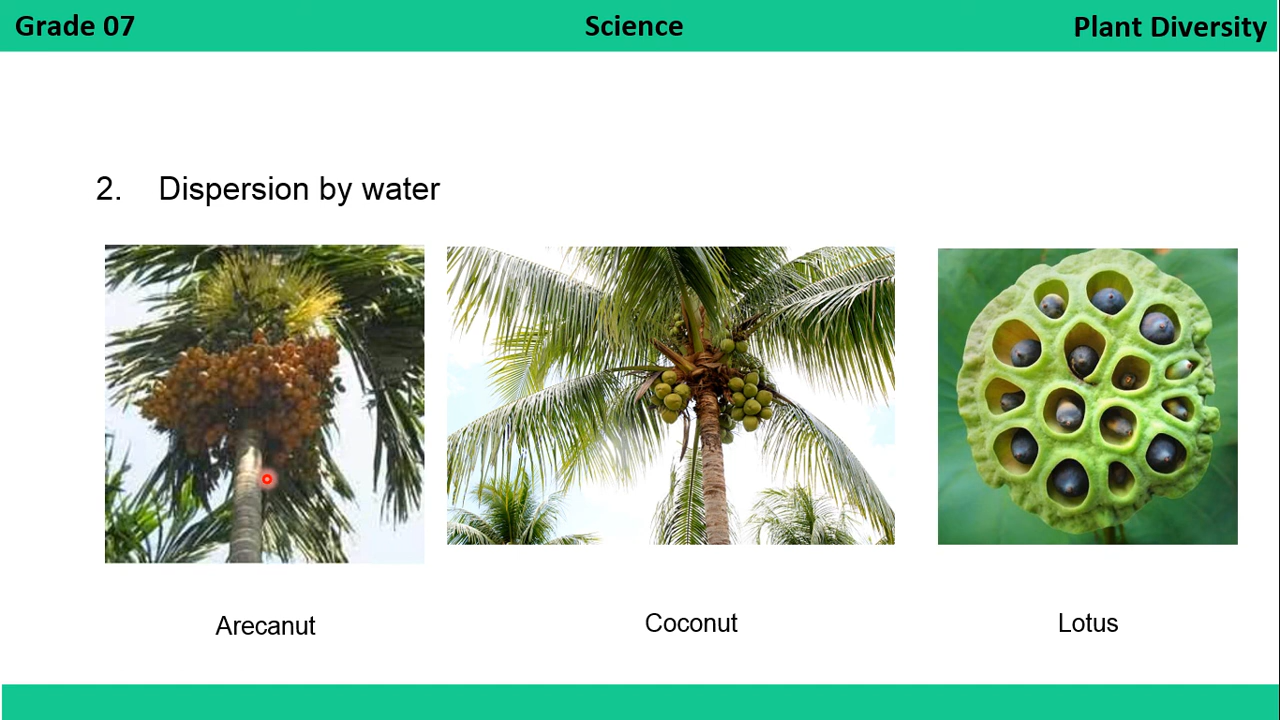 Grade 07 Science Plant Diversity
2. Dispersion by water
Arecanut Coconut Lotus